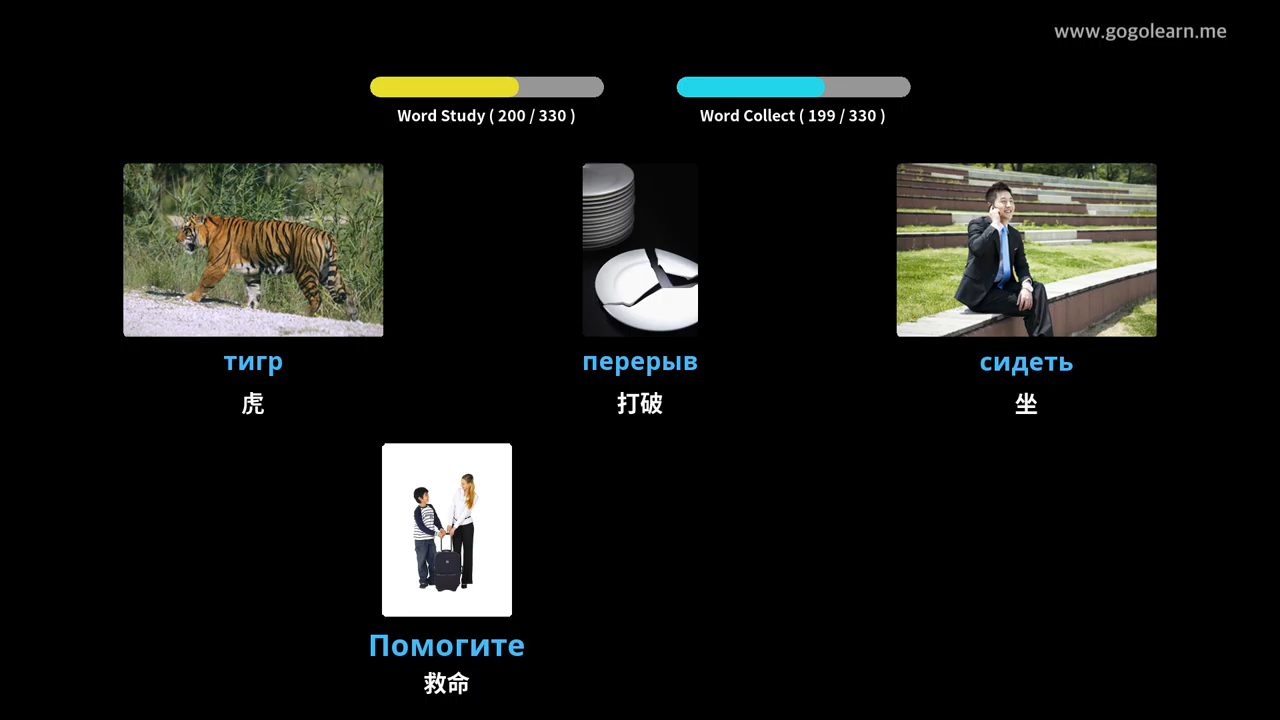 www.gogolearn.me
Word Study ( 200 / 330 )
Word Collect ( 199 / 330 )
тигр
虎
перерыв
打破
сидеть
坐
Помогите
救命